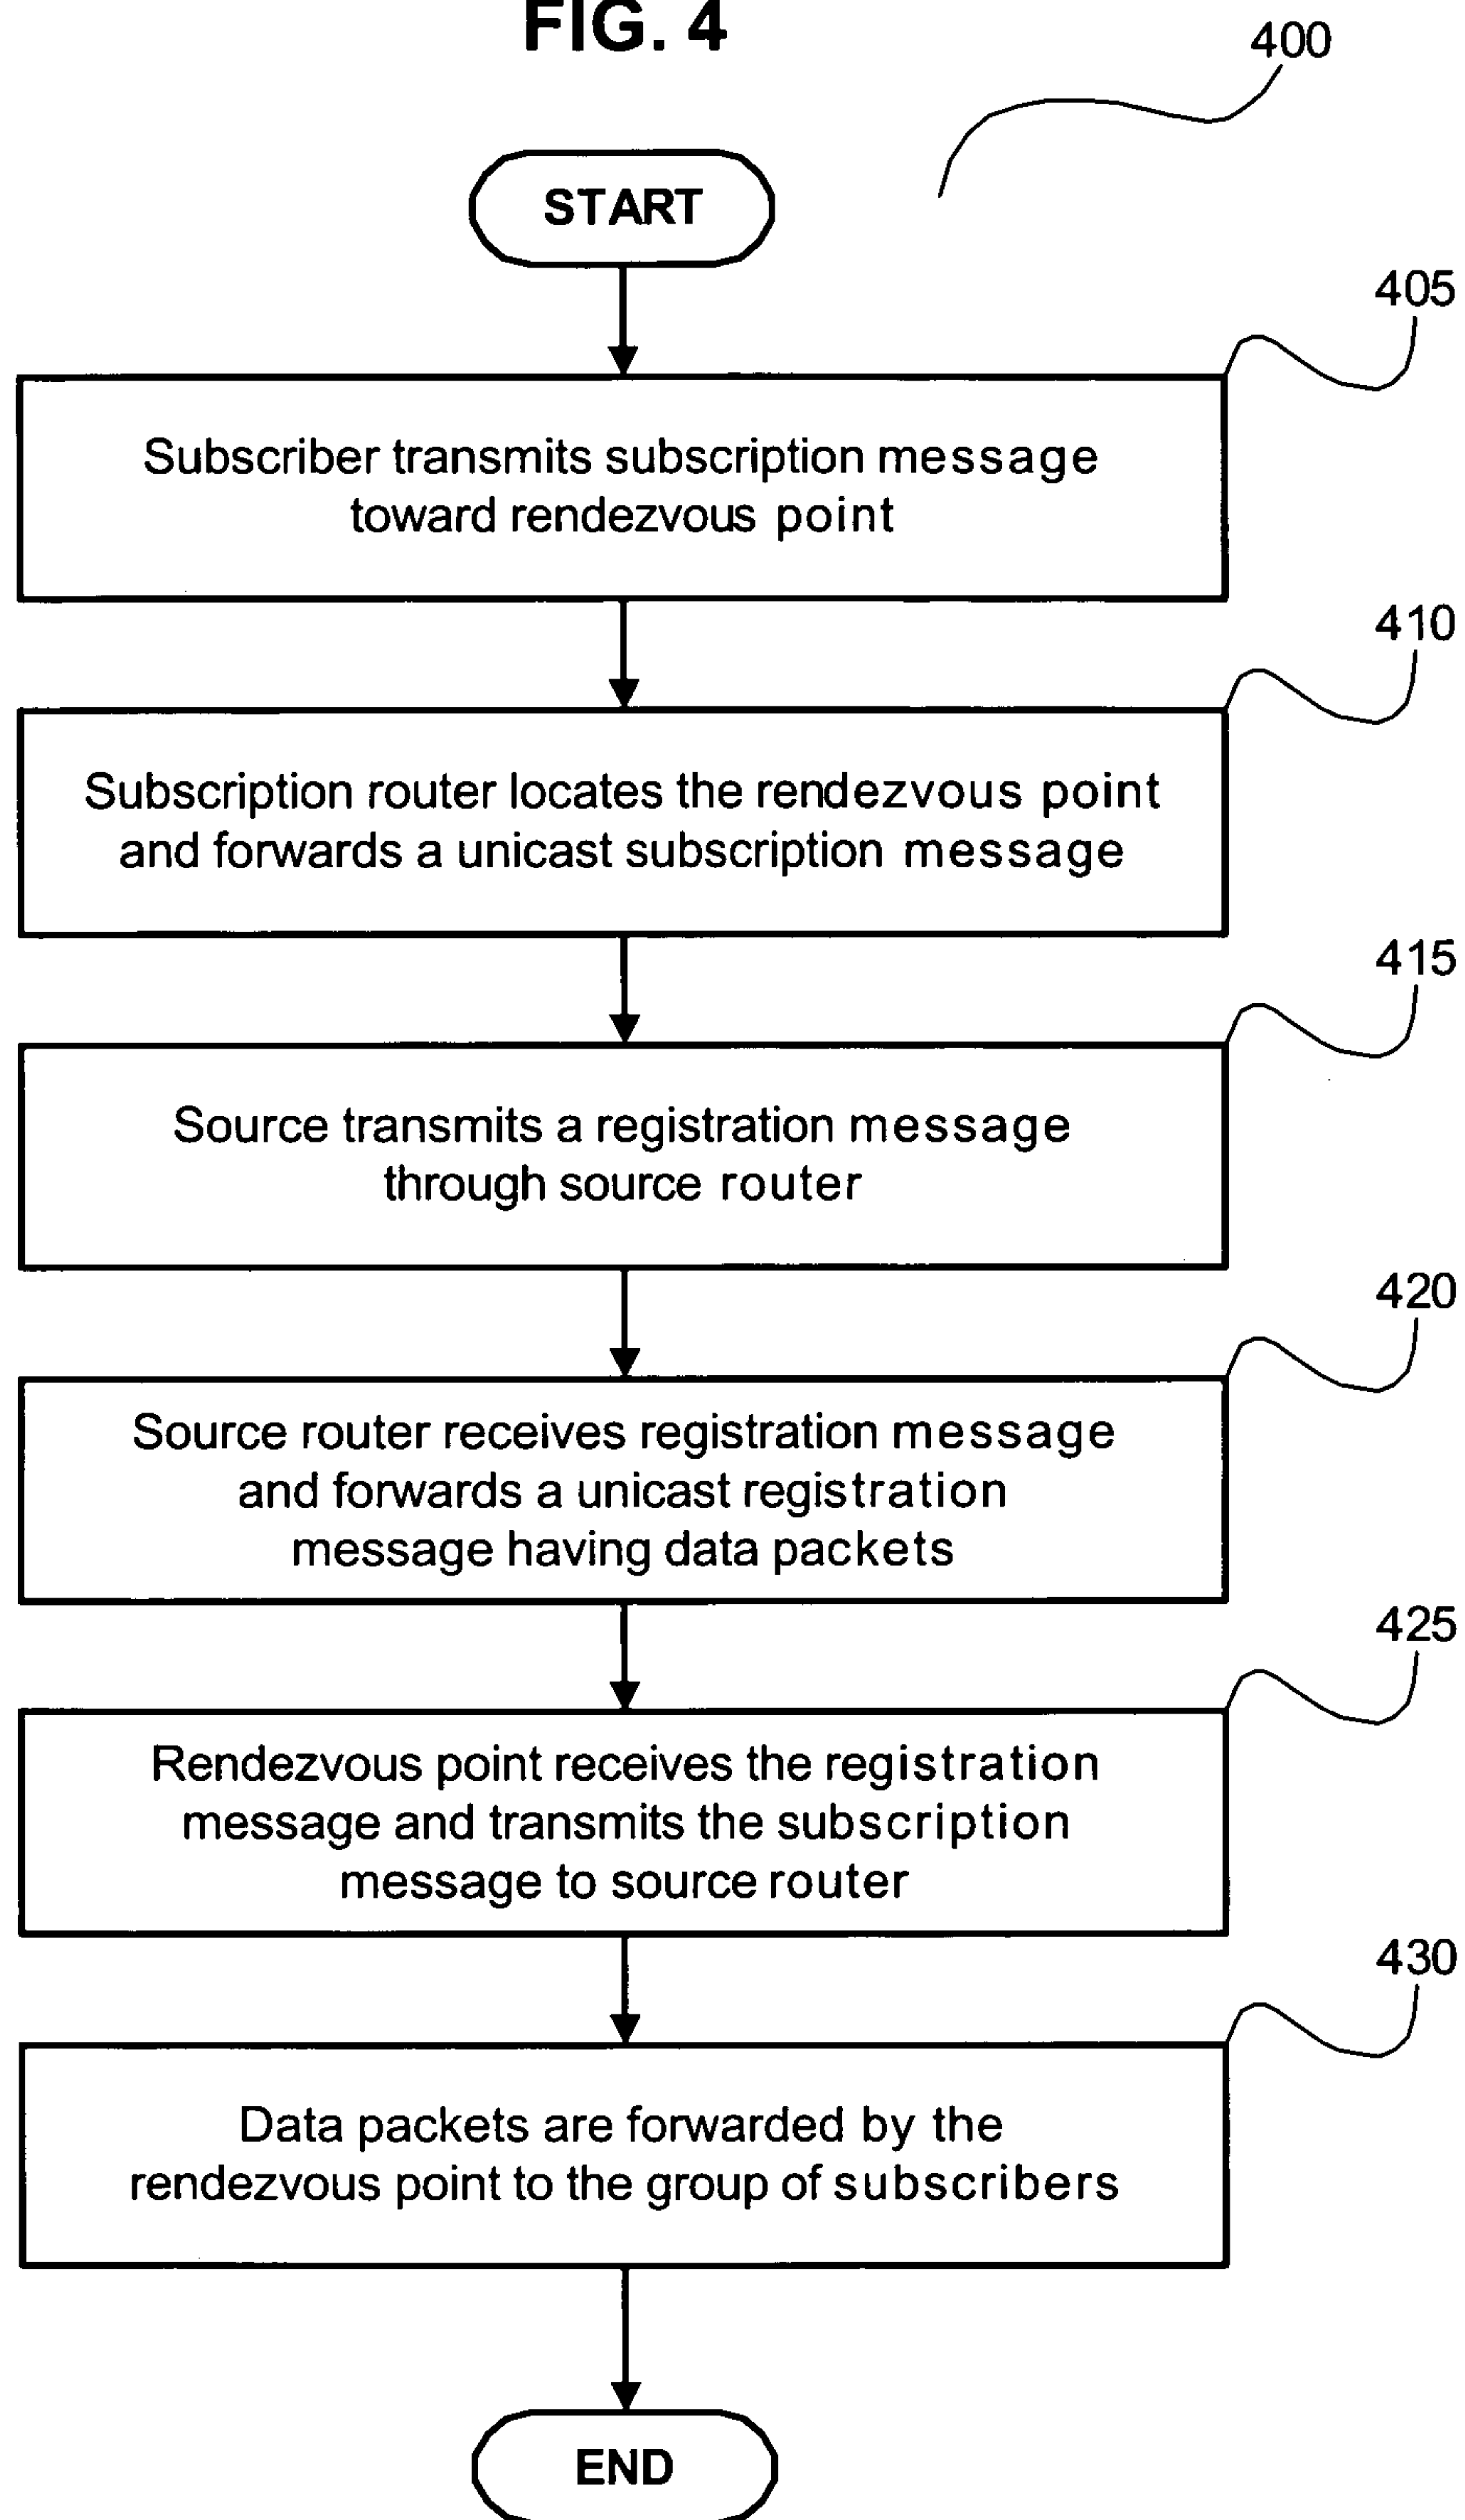 FIG. 4
400
START
405
Subscriber transmits subscription message
toward rendezvous point
410
Subscription router locates the rendezvous point
and forwards a unicast subscription message
415
Source transmits a registration message
through source router
420
Source router receives registration message
and forwards a unicast registration
message having data packets
425
Rendezvous point receives the registration
message and transmits the subscription
message to source router
430
Data packets are forwarded by the
rendezvous point to the group of subscribers
END